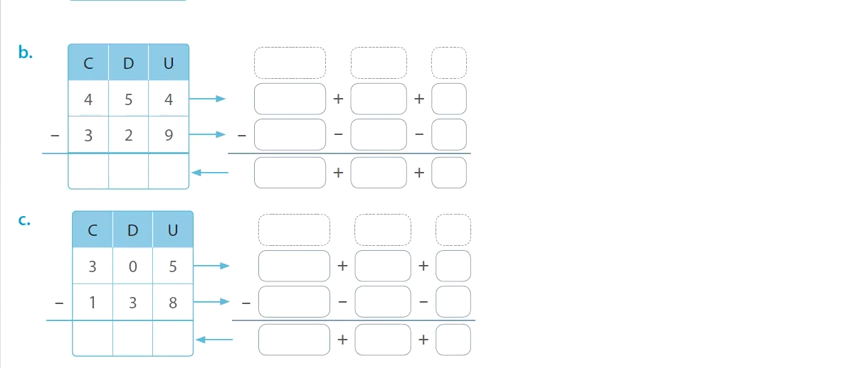 b.
C D U
4 5 4 + +
− 3 2 9 − − −
+ +
c.
C D U
3 0 5 + +
− 1 3 8 − − −
+ +